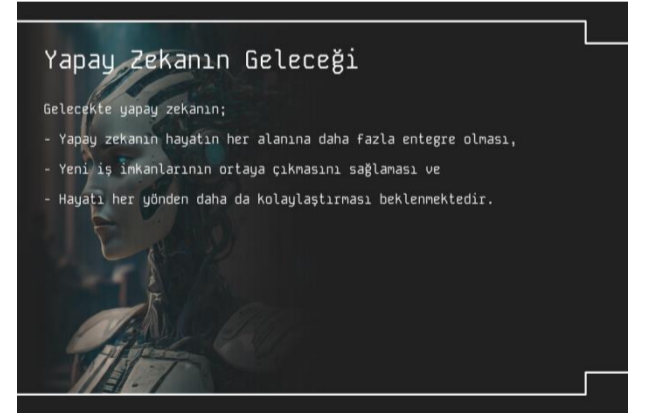 Yapay Zekanın Geleceği
Gelecekte yapay zekanın;
- Yapay zekanın hayatın her alanına daha fazla entegre olması,
- Yeni iş imkanlarının ortaya çıkmasını sağlaması ve
- Hayatı her yönden daha da kolaylaştırması beklenmektedir.